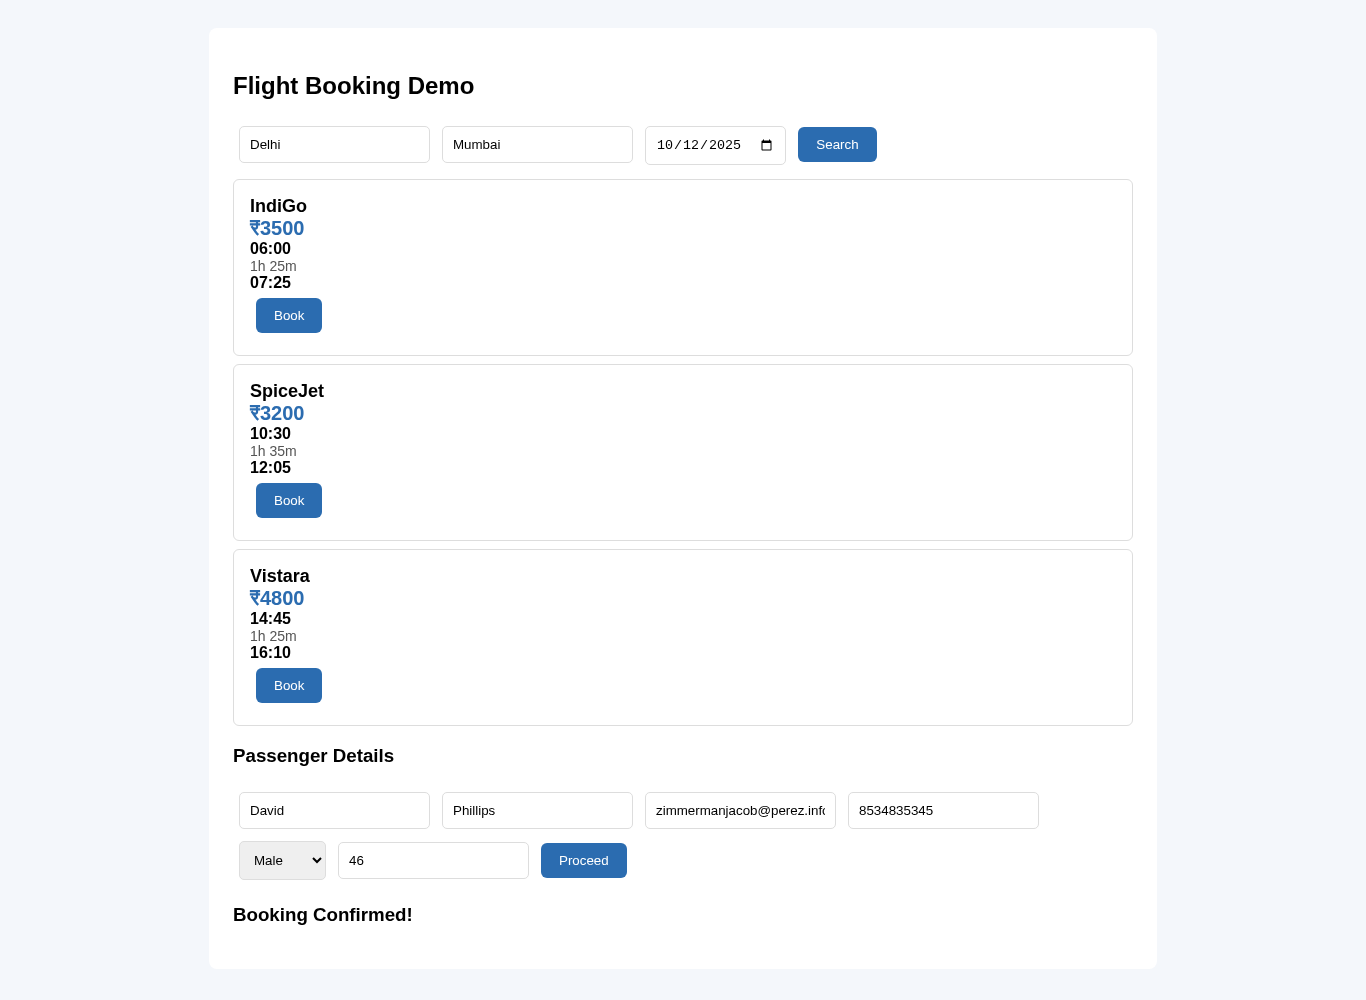 Flight Booking Demo
Delhi Mumbai 10/12/2025 Search
IndiGo
₹3500
06:00
1h 25m
07:25
Book
SpiceJet
₹3200
10:30
1h 35m
12:05
Book
Vistara
₹4800
14:45
1h 25m
16:10
Book
Passenger Details
David Phillips zimmermanjacob@perez.info 8534835345
Male 46 Proceed
Booking Confirmed!